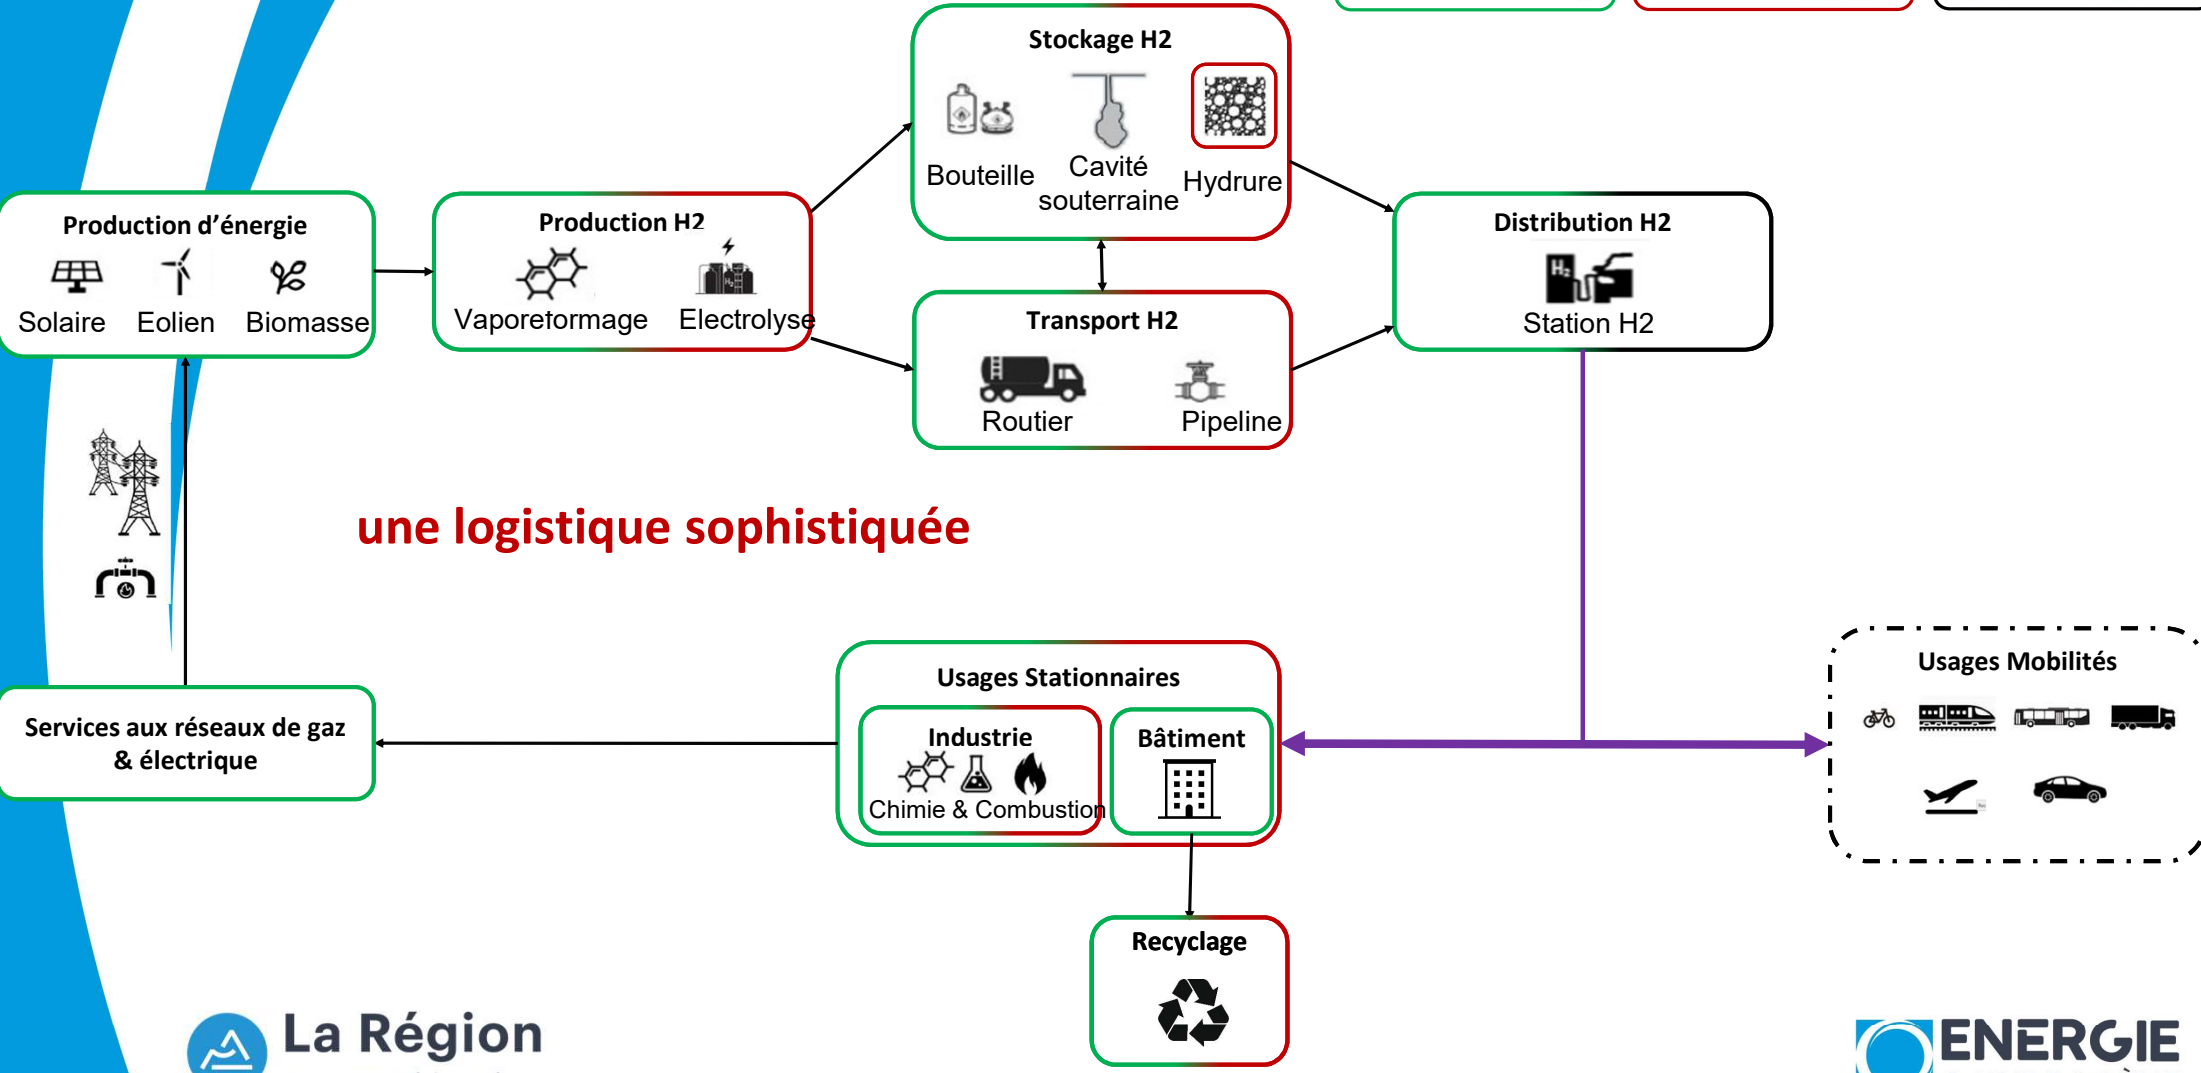 Stockage H2
Bouteille
Cavité
souterraine
Hydrure
Production d'énergie
Solaire
Eolien
Biomasse
Production H2
Vaporeformage
Electrolyse
Transport H2
Routier
Pipeline
Distribution H2
H2
Station H2
une logistique sophistiquée
Services aux réseaux de gaz
& électrique
Usages Stationnaires
Industrie
Chimie & Combustion
Bâtiment
Usages Mobilités
Recyclage
La Région
ENERGIE